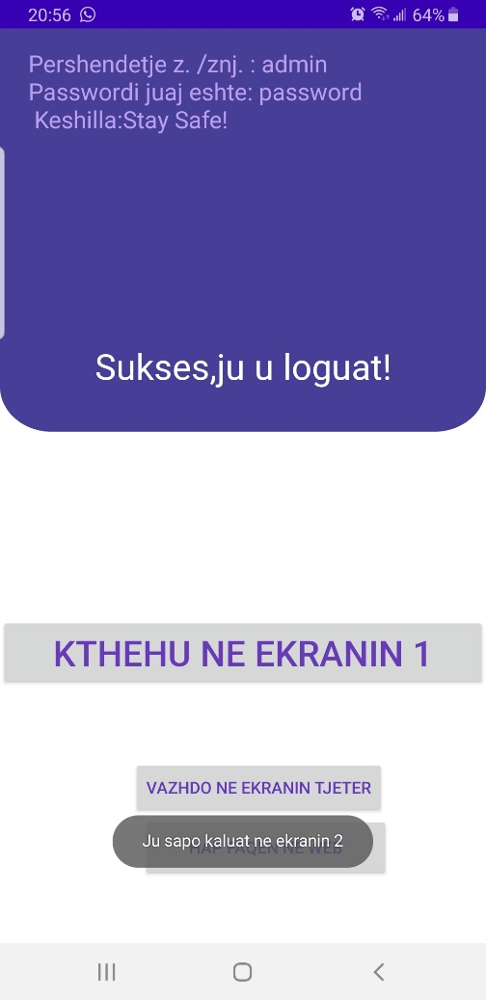 20:56
64%
Pershendetje z. /znj. : admin
Passwordi juaj eshte: password
Keshilla:Stay Safe!
Sukses,ju u loguat!
KTHEHU NE EKRANIN 1
VAZHDO NE EKRANIN TJETER
Ju sapo kaluat ne ekranin 2
HAP FAQEN NE WEB